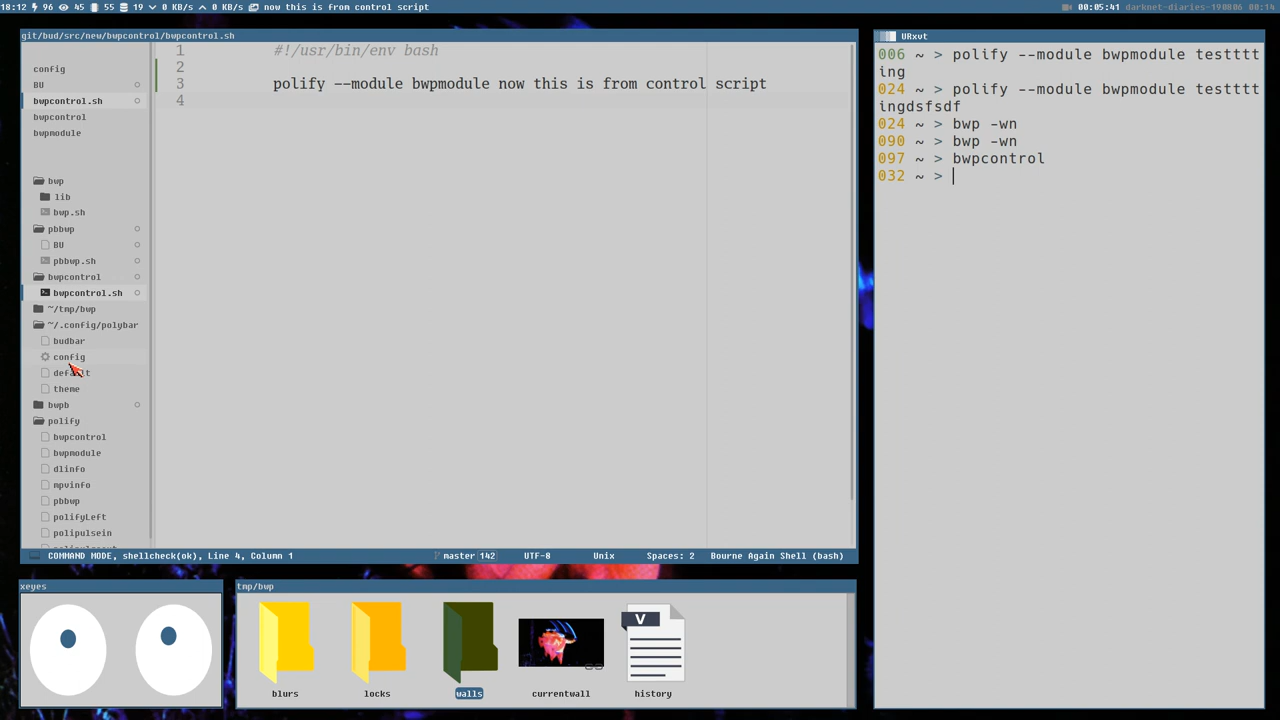 18:12 96 45 55 19 0 KB/s 0 KB/s now this is from control script
00:05:41 darknet-diaries-190806 80:14
git/bud/src/new/bwpcontrol/bwpcontrol.sh
config
BU
bwpcontrol.sh
bwpcontrol
bwpmodule
bwp
lib
bwp.sh
pbbwp
BU
pbbwp.sh
bwpcontrol
bwpcontrol.sh
~/tmp/bwp
~/.config/polybar
budbar
config
default
theme
bwpb
polify
bwpcontrol
bwpmodule
dlinfo
mpvinfo
pbbwp
polifyLeft
polipulsein
1 #!/usr/bin/env bash
2
3 polify --module bwpmodule now this is from control script
4
COMMAND MODE, shellcheck(ok), Line 4, Column 1 master 142 UTF-8 Unix Spaces: 2 Bourne Again Shell (bash)
URxvt
006 ~ > polify --module bwpmodule testttt
ing
024 ~ > polify --module bwpmodule testttt
ingdsfsdf
024 ~ > bwp -wn
090 ~ > bwp -wn
097 ~ > bwpcontrol
032 ~ >
xeyes
tmp/bwp
V
blurs locks walls currentwall history